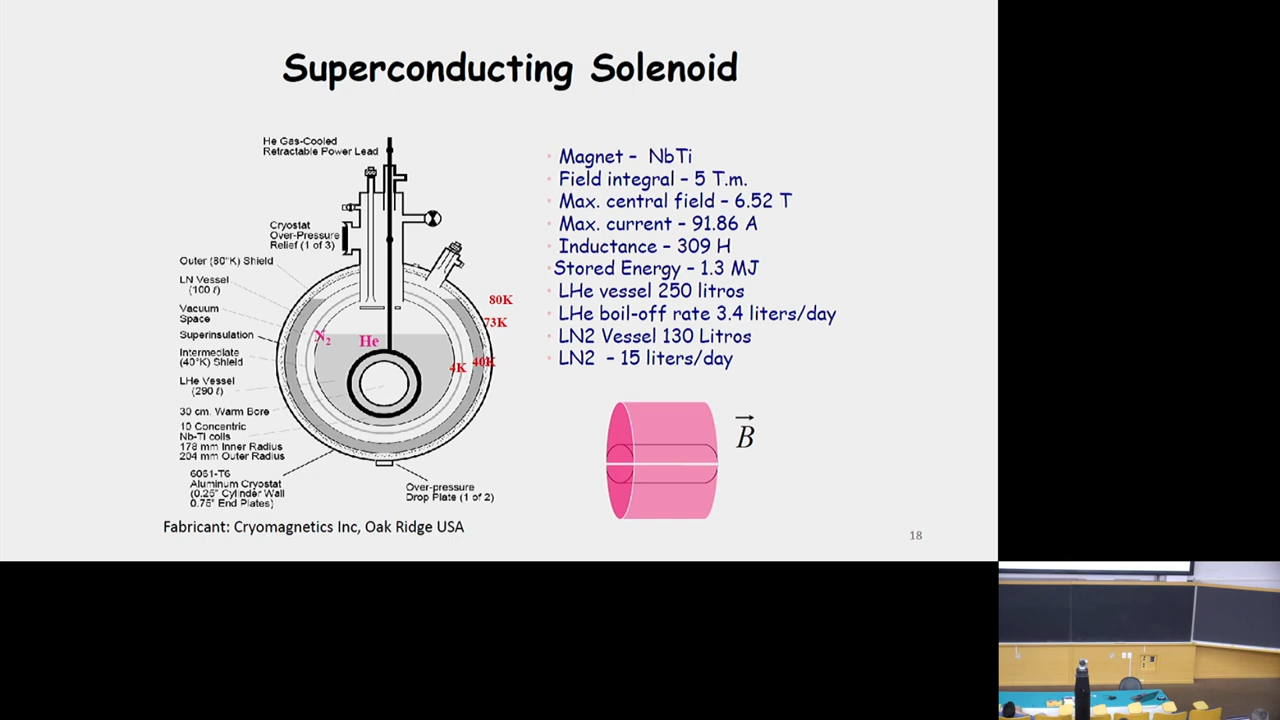 Superconducting Solenoid
He Gas-Cooled
Retractable Power Lead
Cryostat
Over-Pressure
Relief (1 of 3)
Outer (80°K) Shield
LN Vessel
(100 ℓ)
Vacuum
Space
Superinsulation
Intermediate
(40°K) Shield
LHe Vessel
(290 ℓ)
30 cm. Warm Bore
10 Concentric
Nb-Ti coils
178 mm Inner Radius
204 mm Outer Radius
6061-T6
Aluminum Cryostat
(0.25" Cylinder Wall
0.75" End Plates)
Over-pressure
Drop Plate (1 of 2)
80K
73K
N₂
He
4K
40K
Fabricant: Cryomagnetics Inc, Oak Ridge USA
• Magnet – NbTi
• Field integral – 5 T.m.
• Max. central field – 6.52 T
• Max. current – 91.86 A
• Inductance – 309 H
• Stored Energy – 1.3 MJ
• LHe vessel 250 litros
• LHe boil-off rate 3.4 liters/day
• LN2 Vessel 130 Litros
• LN2 – 15 liters/day
B⃗
18